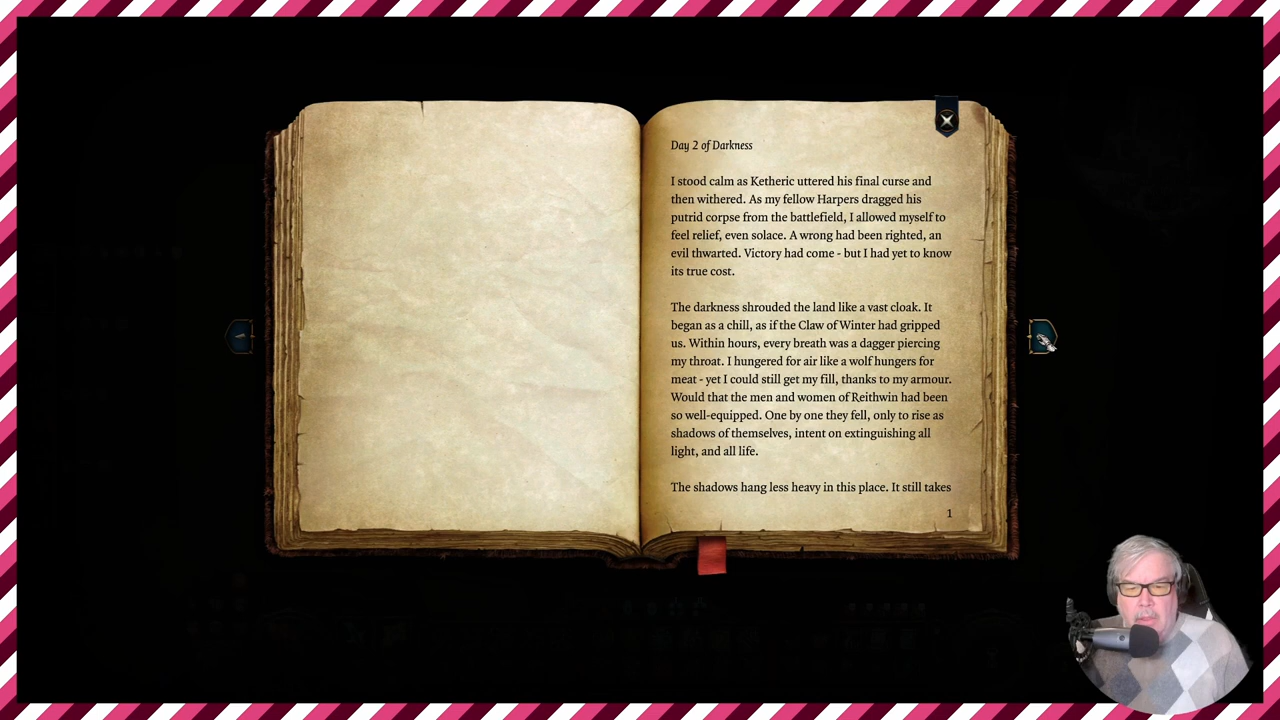 Day 2 of Darkness
I stood calm as Ketheric uttered his final curse and
then withered. As my fellow Harpers dragged his
putrid corpse from the battlefield, I allowed myself to
feel relief, even solace. A wrong had been righted, an
evil thwarted. Victory had come - but I had yet to know
its true cost.
The darkness shrouded the land like a vast cloak. It
began as a chill, as if the Claw of Winter had gripped
us. Within hours, every breath was a dagger piercing
my throat. I hungered for air like a wolf hungers for
meat - yet I could still get my fill, thanks to my armour.
Would that the men and women of Reithwin had been
so well-equipped. One by one they fell, only to rise as
shadows of themselves, intent on extinguishing all
light, and all life.
The shadows hang less heavy in this place. It still takes
1